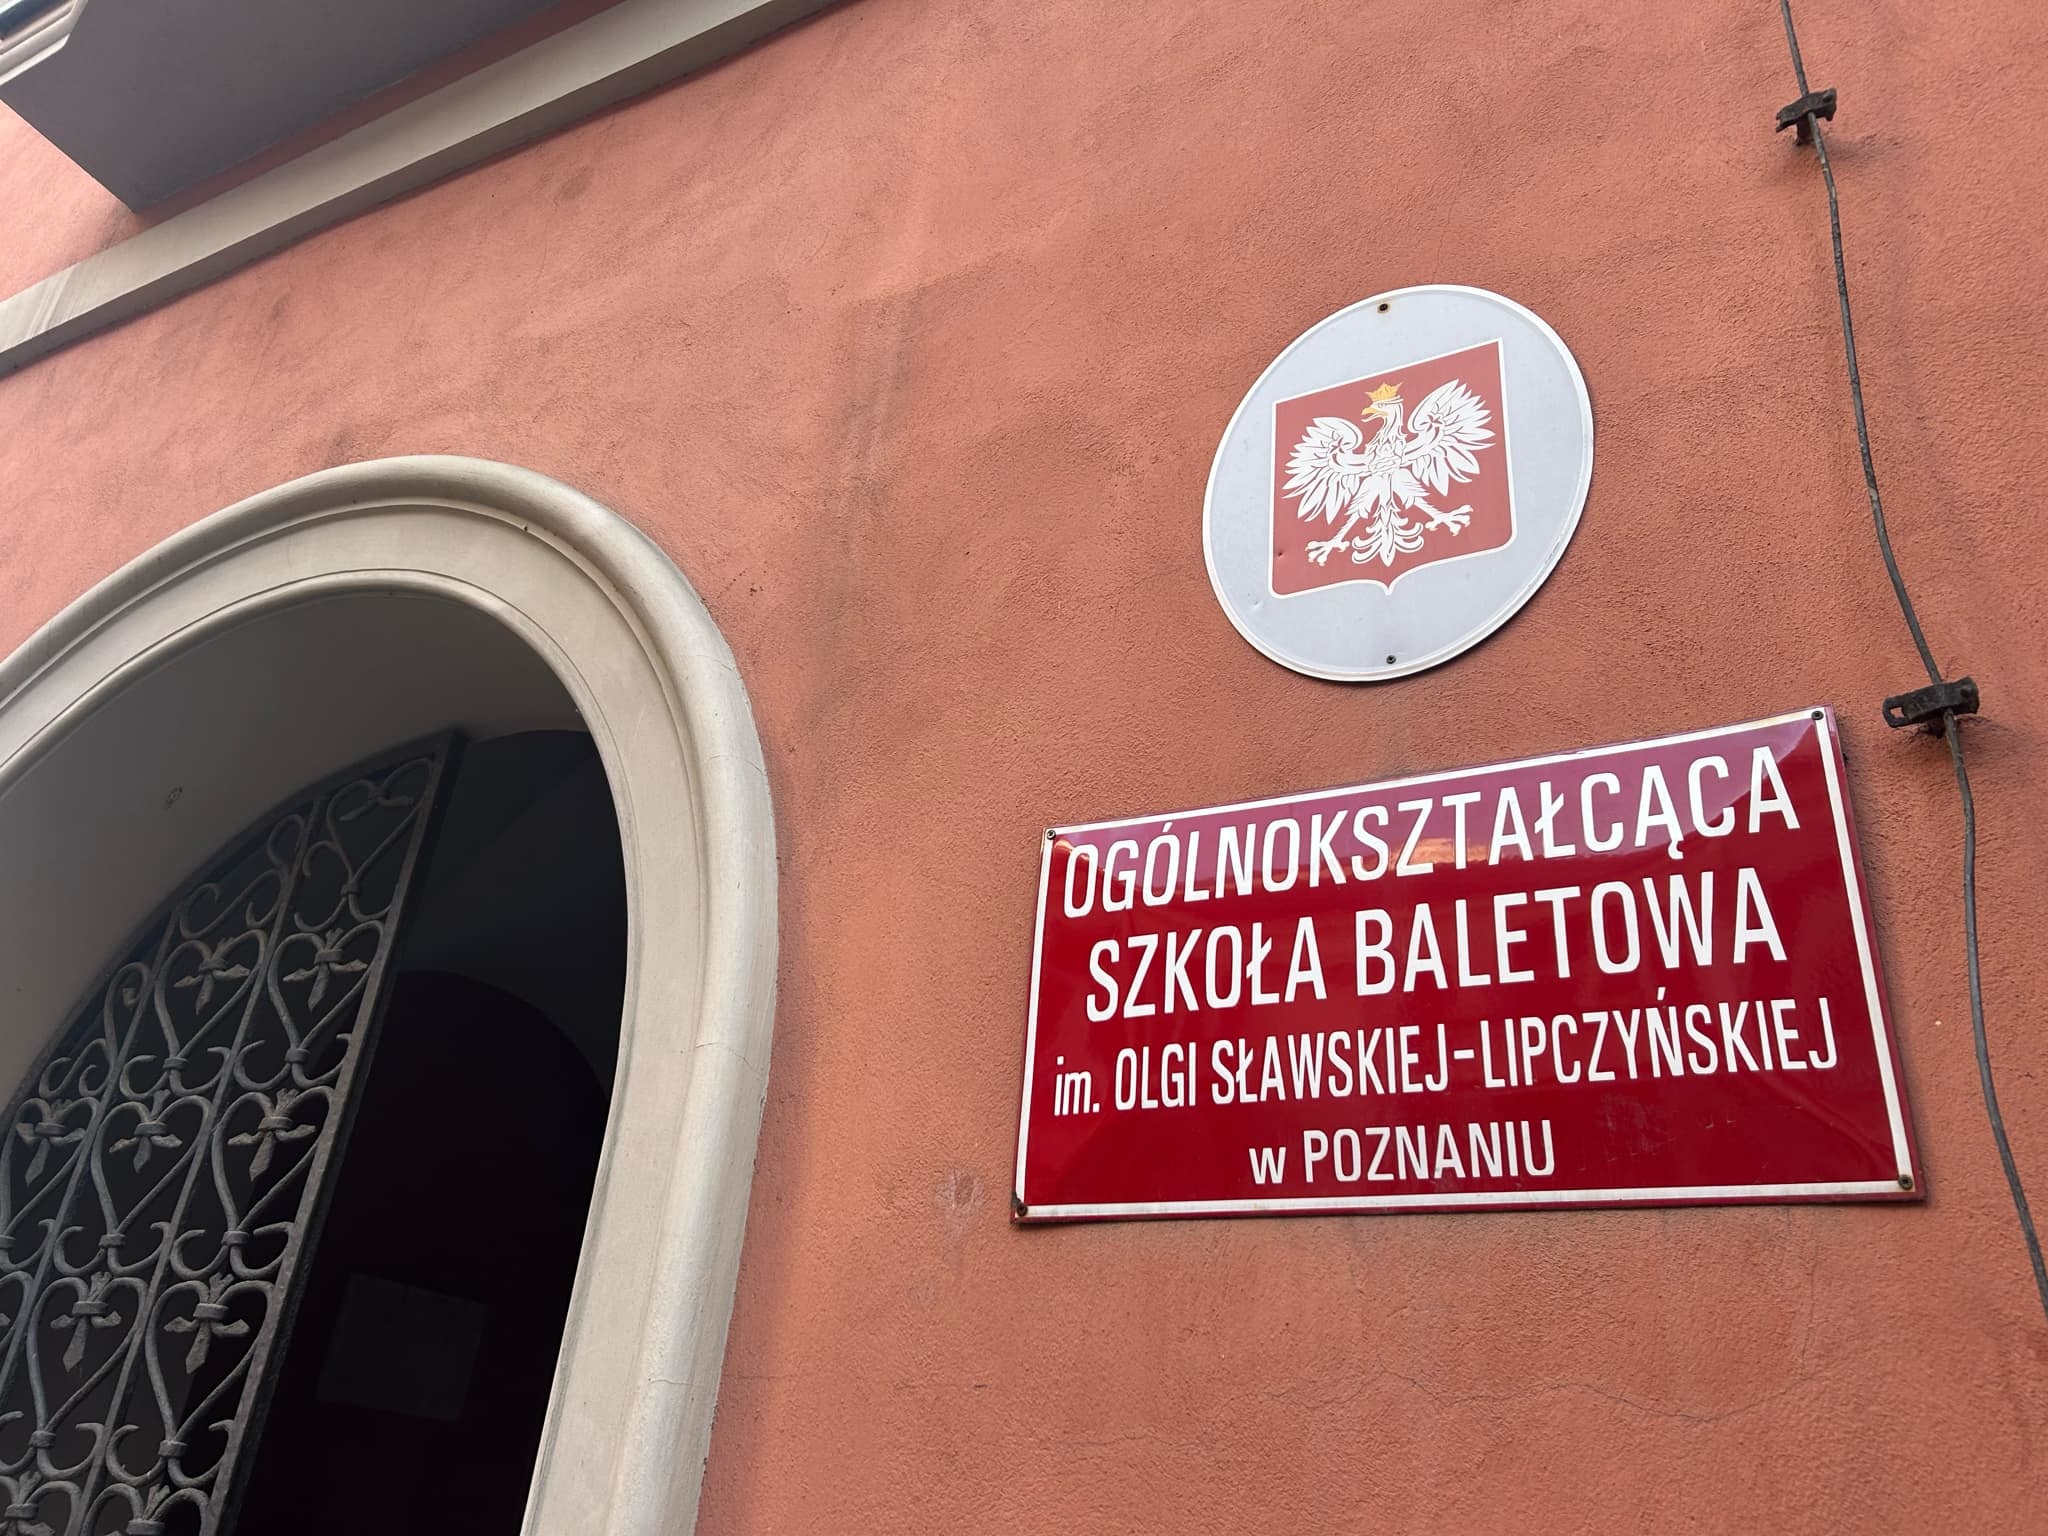 OGÓLNOKSZTAŁCĄCA
SZKOŁA BALETOWA
im. OLGI SŁAWSKIEJ-LIPCZYŃSKIEJ
w POZNANIU